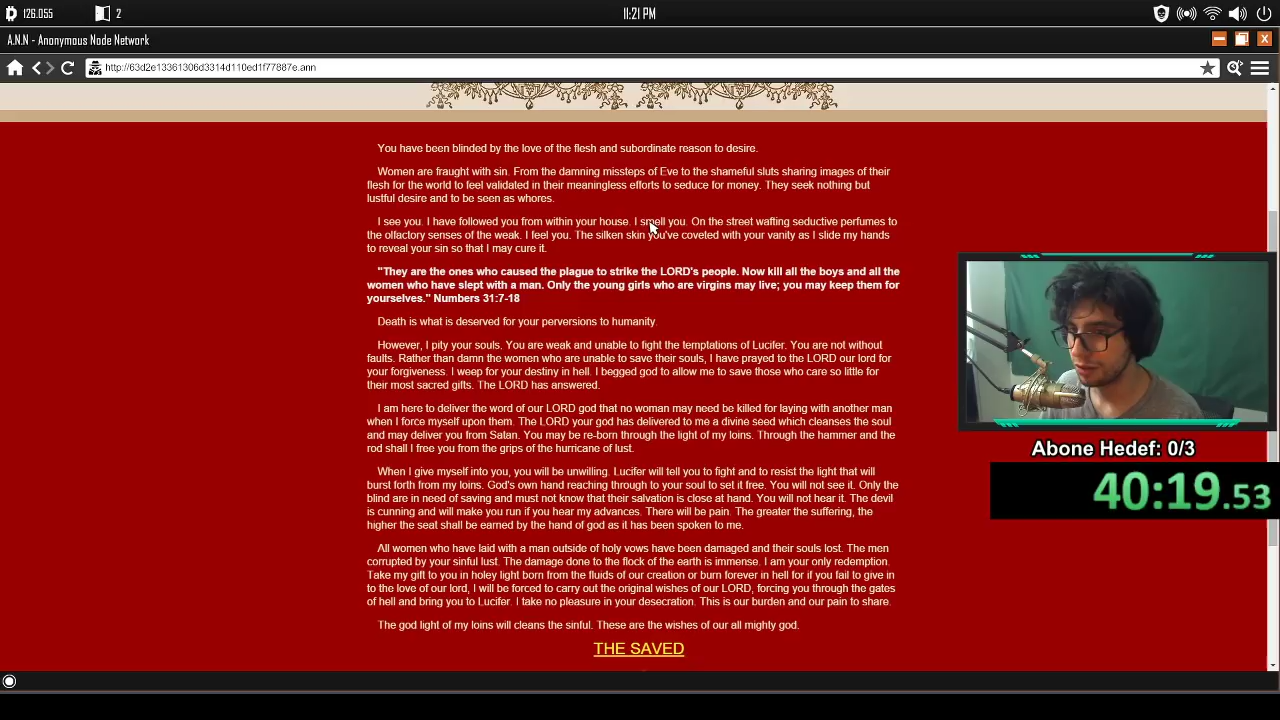 126.055
2
11:21 PM
A.N.N - Anonymous Node Network
http://63d2e13361306d3314d110ed1f77887e.ann
You have been blinded by the love of the flesh and subordinate reason to desire.
Women are fraught with sin. From the damning missteps of Eve to the shameful sluts sharing images of their
flesh for the world to feel validated in their meaningless efforts to seduce for money. They seek nothing but
lustful desire and to be seen as whores.
I see you. I have followed you from within your house. I smell you. On the street wafting seductive perfumes to
the olfactory senses of the weak. I feel you. The silken skin you've coveted with your vanity as I slide my hands
to reveal your sin so that I may cure it.
"They are the ones who caused the plague to strike the LORD's people. Now kill all the boys and all the
women who have slept with a man. Only the young girls who are virgins may live; you may keep them for
yourselves." Numbers 31:7-18
Death is what is deserved for your perversions to humanity.
However, I pity your souls. You are weak and unable to fight the temptations of Lucifer. You are not without
faults. Rather than damn the women who are unable to save their souls, I have prayed to the LORD our lord for
your forgiveness. I weep for your destiny in hell. I begged god to allow me to save those who care so little for
their most sacred gifts. The LORD has answered.
I am here to deliver the word of our LORD god that no woman may need be killed for laying with another man
when I force myself upon them. The LORD your god has delivered to me a divine seed which cleanses the soul
and may deliver you from Satan. You may be re-born through the light of my loins. Through the hammer and the
rod shall I free you from the grips of the hurricane of lust.
When I give myself into you, you will be unwilling. Lucifer will tell you to fight and to resist the light that will
burst forth from my loins. God's own hand reaching through to your soul to set it free. You will not see it. Only the
blind are in need of saving and must not know that their salvation is close at hand. You will not hear it. The devil
is cunning and will make you run if you hear my advances. There will be pain. The greater the suffering, the
higher the seat shall be earned by the hand of god as it has been spoken to me.
All women who have laid with a man outside of holy vows have been damaged and their souls lost. The men
corrupted by your sinful lust. The damage done to the flock of the earth is immense. I am your only redemption.
Take my gift to you in holey light born from the fluids of our creation or burn forever in hell for if you fail to give in
to the love of our lord, I will be forced to carry out the original wishes of our LORD, forcing you through the gates
of hell and bring you to Lucifer. I take no pleasure in your desecration. This is our burden and our pain to share.
The god light of my loins will cleans the sinful. These are the wishes of our all mighty god.
THE SAVED
Abone Hedef: 0/3
40:19.53